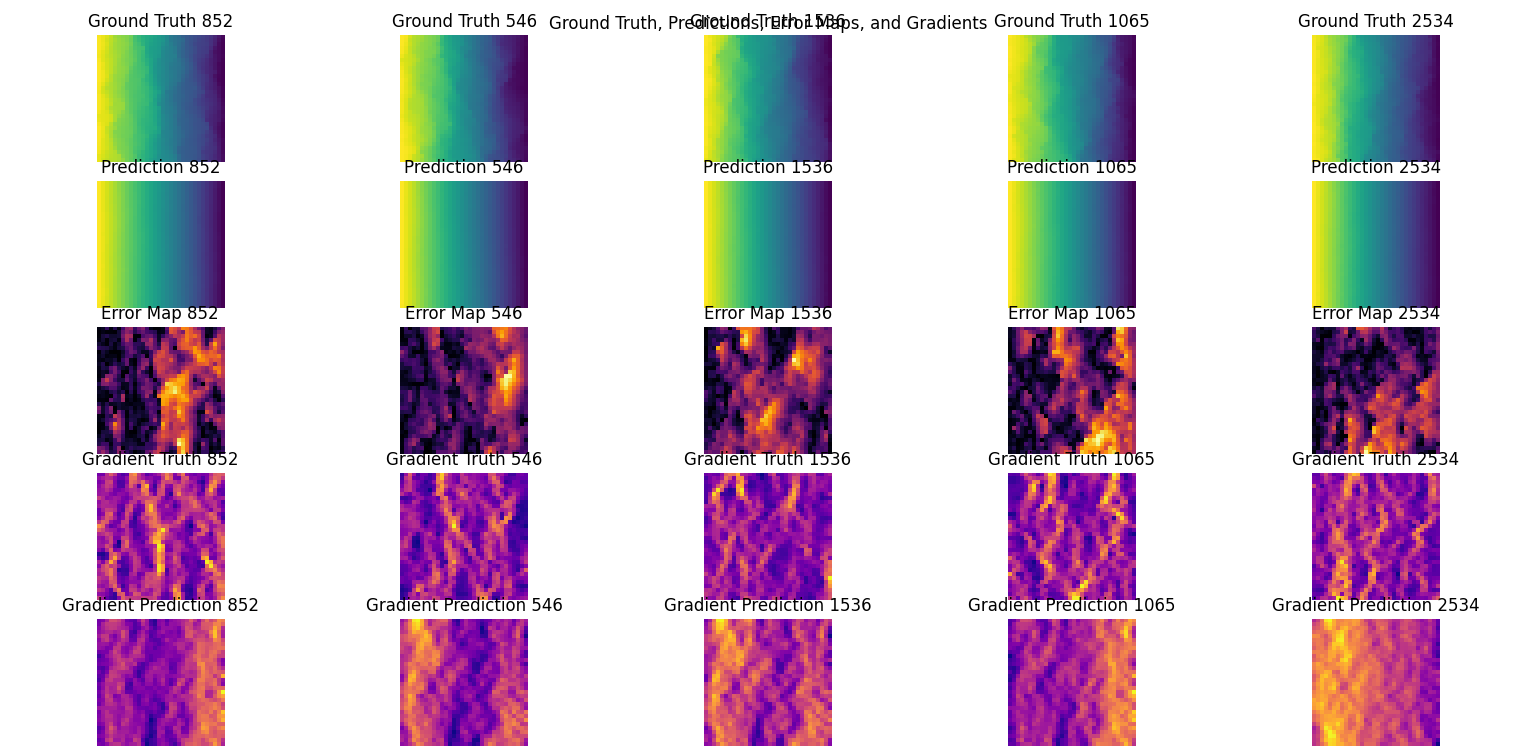 Ground Truth, Predictions, Error Maps, and Gradients
Ground Truth 852
Ground Truth 546
Ground Truth 1536
Ground Truth 1065
Ground Truth 2534
Prediction 852
Prediction 546
Prediction 1536
Prediction 1065
Prediction 2534
Error Map 852
Error Map 546
Error Map 1536
Error Map 1065
Error Map 2534
Gradient Truth 852
Gradient Truth 546
Gradient Truth 1536
Gradient Truth 1065
Gradient Truth 2534
Gradient Prediction 852
Gradient Prediction 546
Gradient Prediction 1536
Gradient Prediction 1065
Gradient Prediction 2534